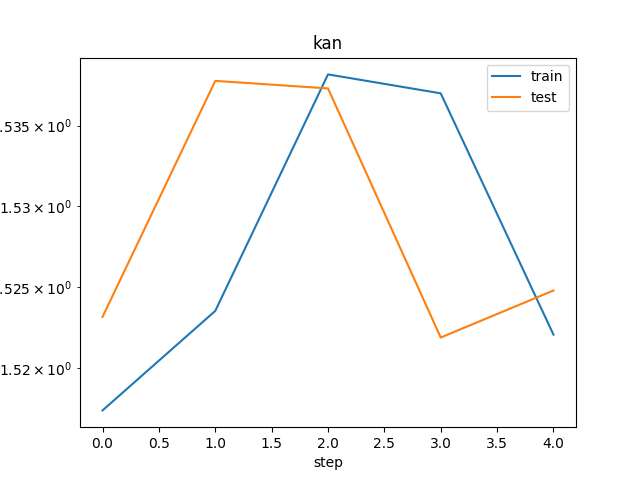 kan
train
test
.535 × 10⁰
1.53 × 10⁰
.525 × 10⁰
1.52 × 10⁰
0.0 0.5 1.0 1.5 2.0 2.5 3.0 3.5 4.0
step